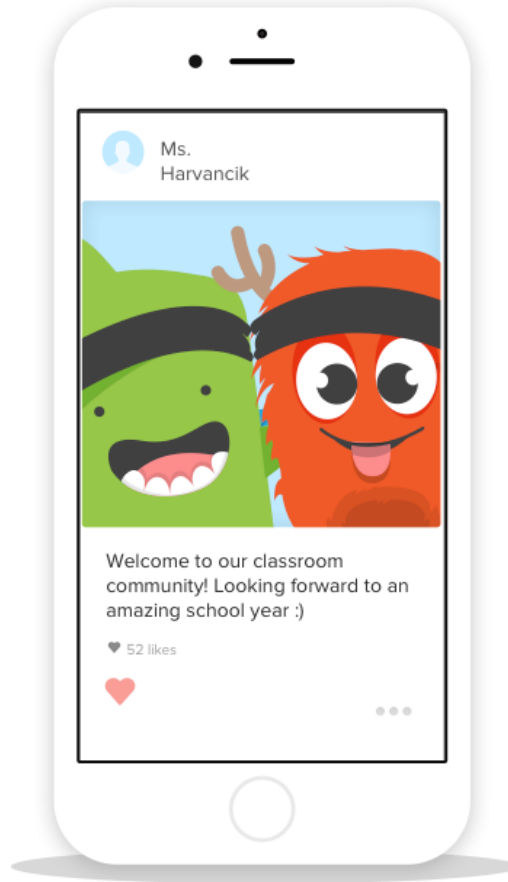 Ms.
Harvancik
Welcome to our classroom
community! Looking forward to an
amazing school year :)
52 likes